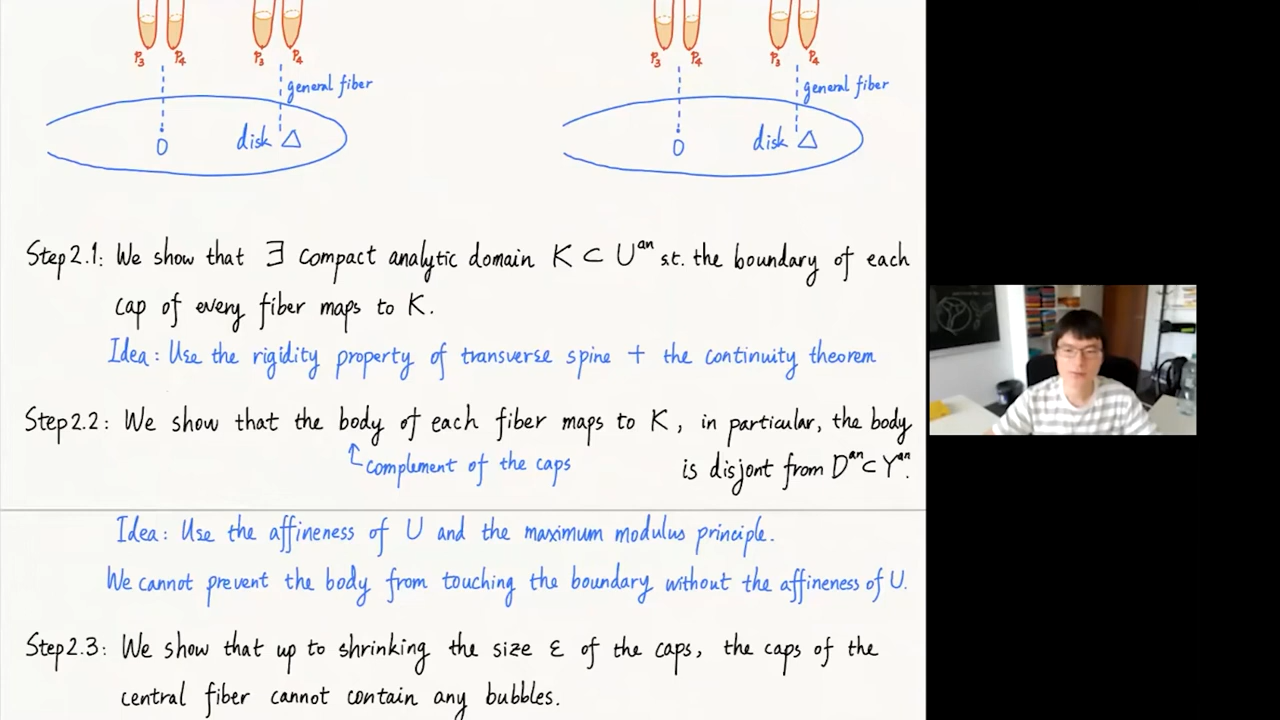 P3 P4 P3 P4 P3 P4 P3 P4
general fiber general fiber
0 disk Δ 0 disk Δ
Step 2.1: We show that ∃ compact analytic domain K ⊂ U^an s.t. the boundary of each
cap of every fiber maps to K.
Idea: Use the rigidity property of transverse spine + the continuity theorem
Step 2.2: We show that the body of each fiber maps to K, in particular, the body
complement of the caps is disjont from D^an ⊂ Y^an.
Idea: Use the affineness of U and the maximum modulus principle.
We cannot prevent the body from touching the boundary without the affineness of U.
Step 2.3: We show that up to shrinking the size ε of the caps, the caps of the
central fiber cannot contain any bubbles.